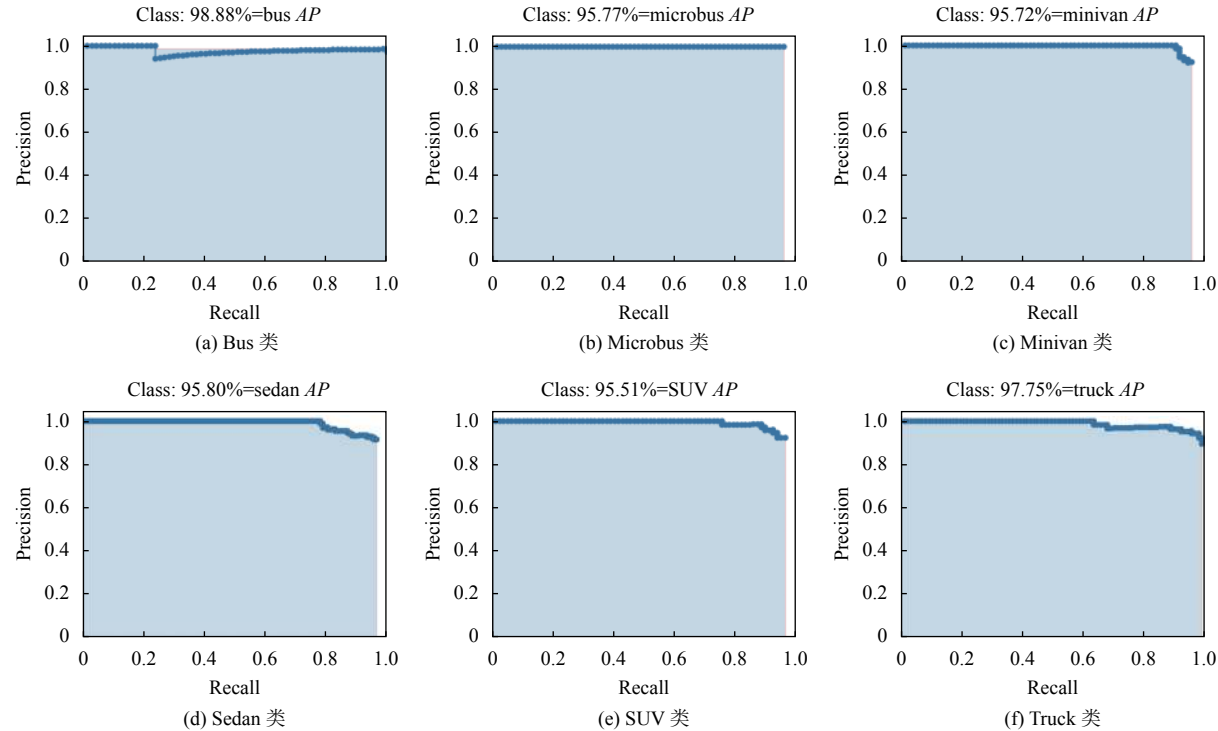 Class: 98.88%=bus AP
Class: 95.77%=microbus AP
Class: 95.72%=minivan AP
1.0
0.8
0.6
0.4
0.2
0
Precision
0 0.2 0.4 0.6 0.8 1.0
Recall
(a) Bus 类
1.0
0.8
0.6
0.4
0.2
0
Precision
0 0.2 0.4 0.6 0.8 1.0
Recall
(b) Microbus 类
1.0
0.8
0.6
0.4
0.2
0
Precision
0 0.2 0.4 0.6 0.8 1.0
Recall
(c) Minivan 类
Class: 95.80%=sedan AP
Class: 95.51%=SUV AP
Class: 97.75%=truck AP
1.0
0.8
0.6
0.4
0.2
0
Precision
0 0.2 0.4 0.6 0.8 1.0
Recall
(d) Sedan 类
1.0
0.8
0.6
0.4
0.2
0
Precision
0 0.2 0.4 0.6 0.8 1.0
Recall
(e) SUV 类
1.0
0.8
0.6
0.4
0.2
0
Precision
0 0.2 0.4 0.6 0.8 1.0
Recall
(f) Truck 类